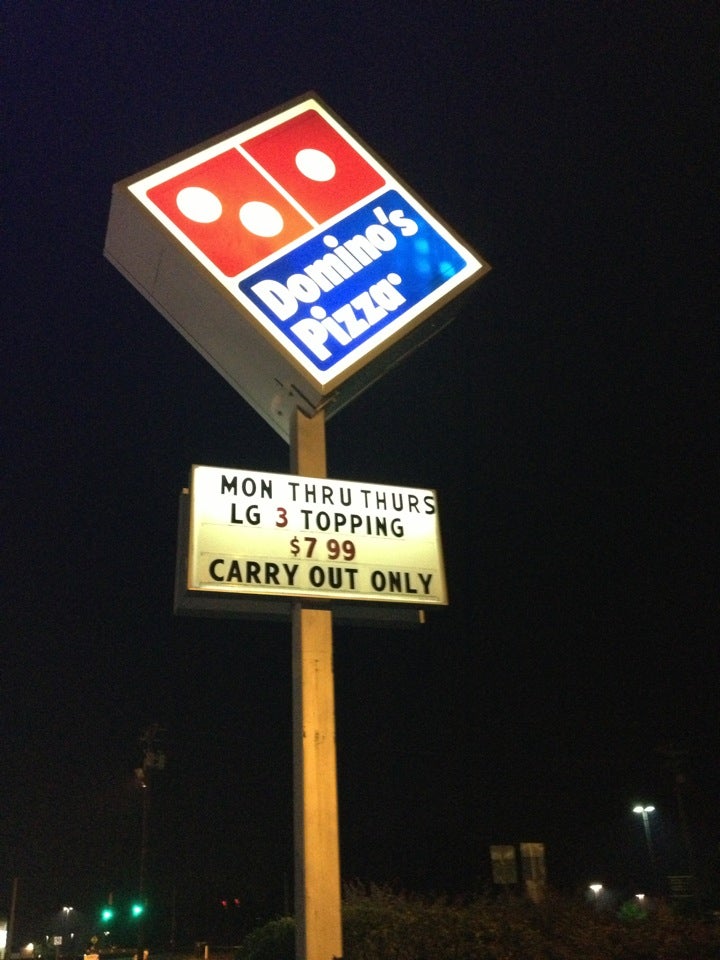 Domino's
Pizza
MON THRU THURS
LG 3 TOPPING
$7 99
CARRY OUT ONLY